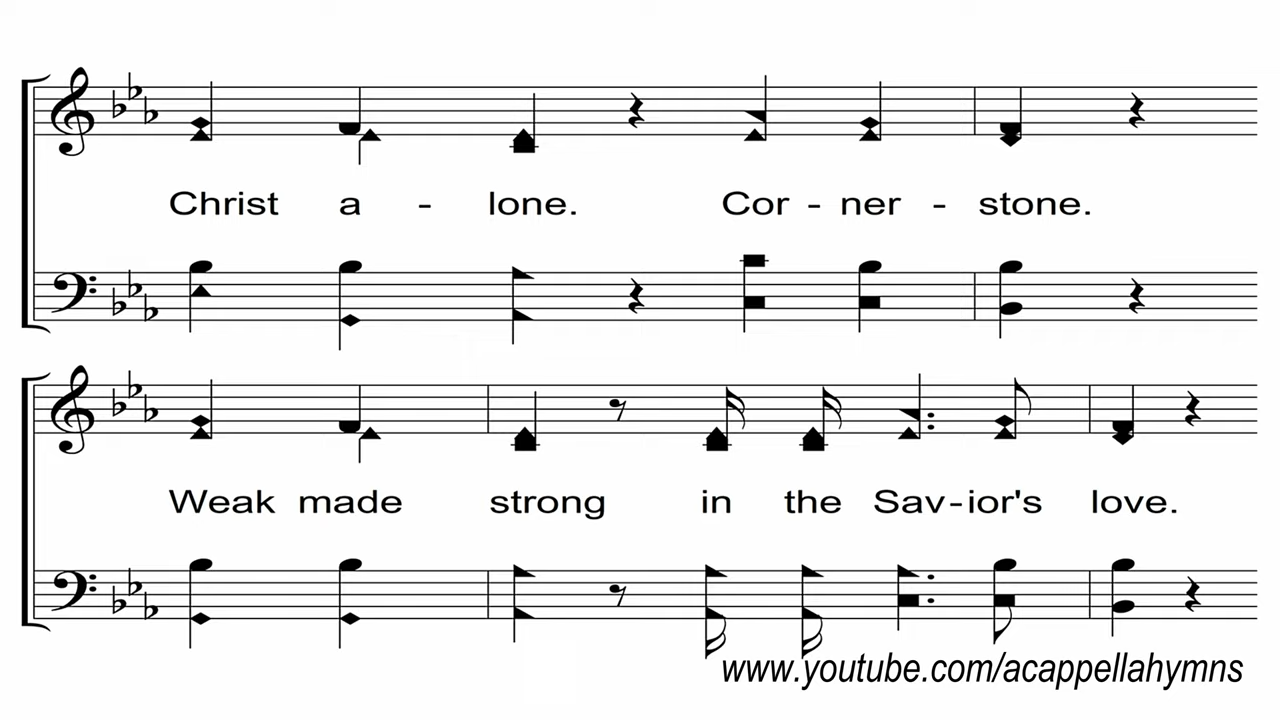 Christ a - lone. Cor - ner - stone.
Weak made strong in the Sav-ior's love.
www.youtube.com/acappellahymns